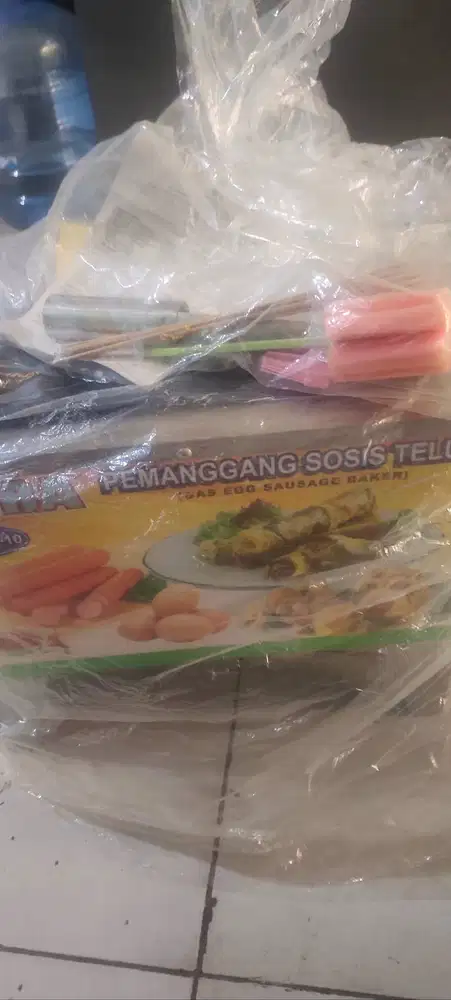 PEMANGGANG SOSIS TELU
(GAS EGG SAUSAGE BAKER)